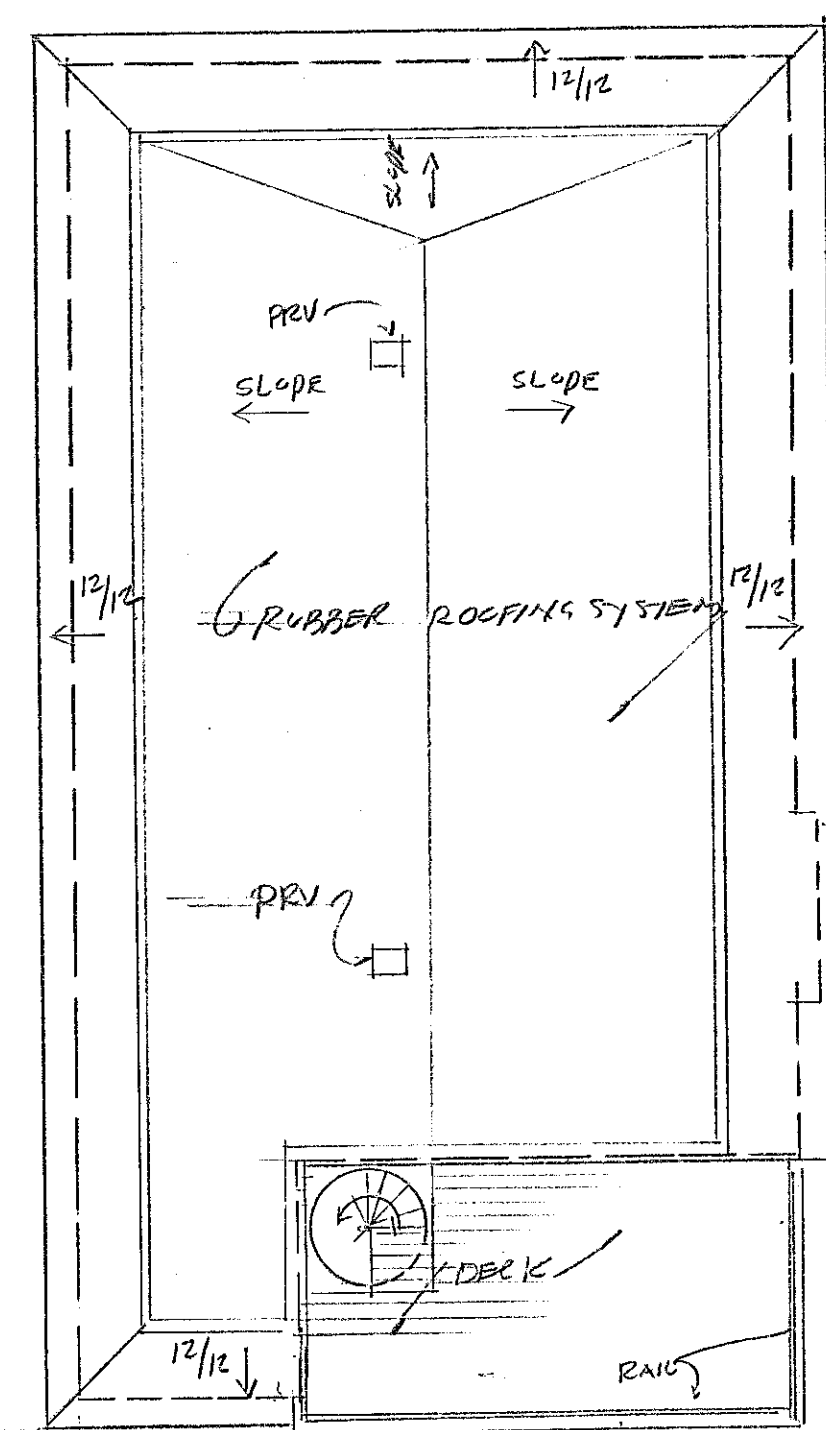 12/12
SLOPE
PRV
SLOPE
SLOPE
12/12
12/12
RUBBER ROOFING SYSTEM
PRV
DECK
12/12
RAIL